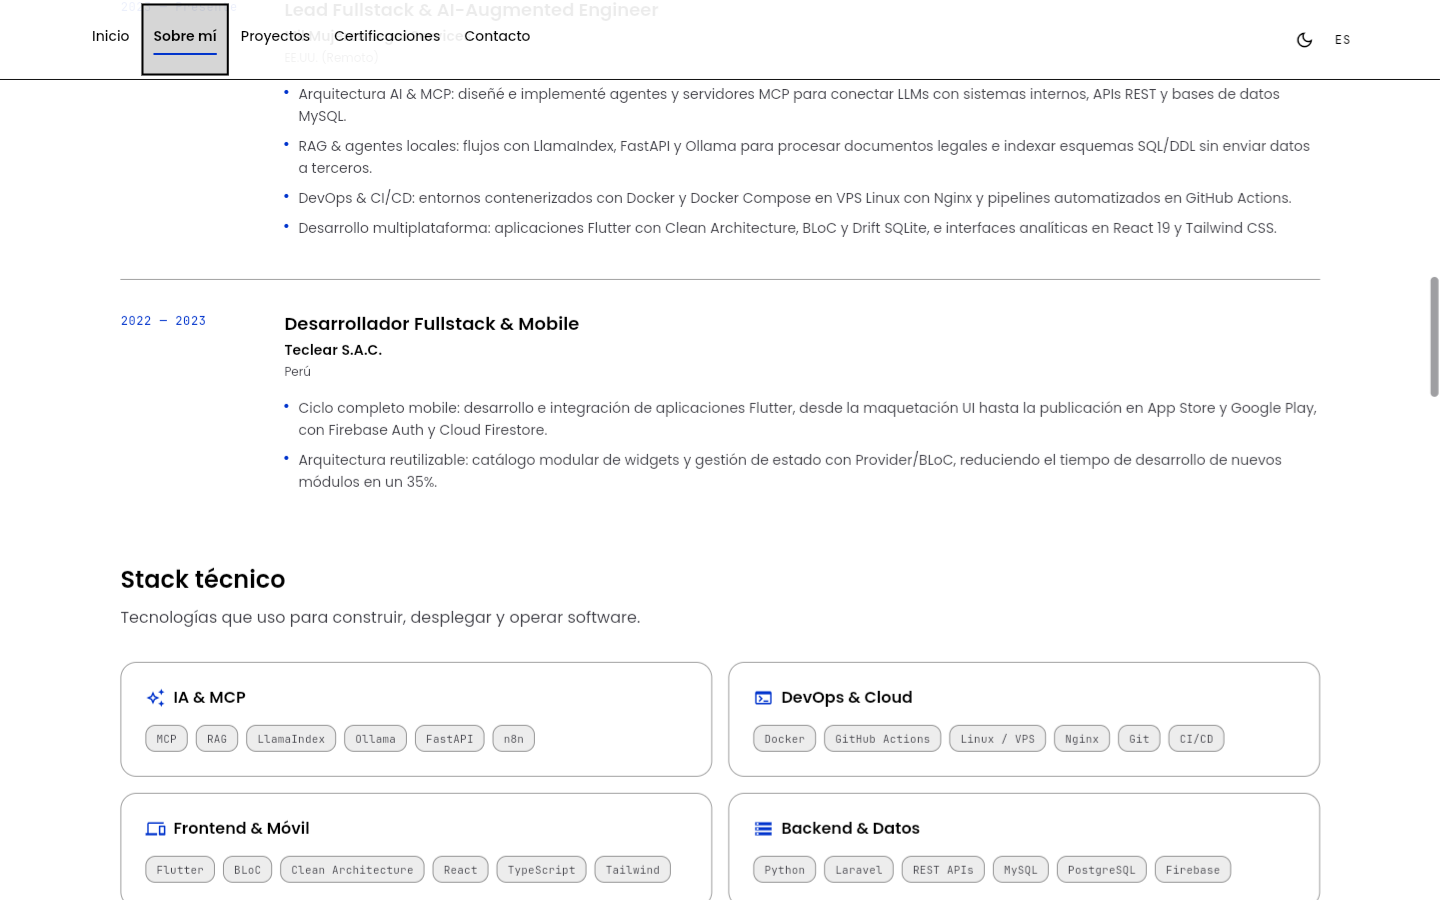 Lead Fullstack & AI-Augmented Engineer
Inicio
Sobre mí
Proyectos
Certificaciones
Contacto
ES
EE.UU. (Remoto)
Arquitectura AI & MCP: diseñé e implementé agentes y servidores MCP para conectar LLMs con sistemas internos, APIs REST y bases de datos
MySQL.
RAG & agentes locales: flujos con LlamaIndex, FastAPI y Ollama para procesar documentos legales e indexar esquemas SQL/DDL sin enviar datos
a terceros.
DevOps & CI/CD: entornos contenerizados con Docker y Docker Compose en VPS Linux con Nginx y pipelines automatizados en GitHub Actions.
Desarrollo multiplataforma: aplicaciones Flutter con Clean Architecture, BLoC y Drift SQLite, e interfaces analíticas en React 19 y Tailwind CSS.
2022 — 2023
Desarrollador Fullstack & Mobile
Teclear S.A.C.
Perú
Ciclo completo mobile: desarrollo e integración de aplicaciones Flutter, desde la maquetación UI hasta la publicación en App Store y Google Play,
con Firebase Auth y Cloud Firestore.
Arquitectura reutilizable: catálogo modular de widgets y gestión de estado con Provider/BLoC, reduciendo el tiempo de desarrollo de nuevos
módulos en un 35%.
Stack técnico
Tecnologías que uso para construir, desplegar y operar software.
IA & MCP
MCP
RAG
LlamaIndex
Ollama
FastAPI
n8n
DevOps & Cloud
Docker
GitHub Actions
Linux / VPS
Nginx
Git
CI/CD
Frontend & Móvil
Flutter
BLoC
Clean Architecture
React
TypeScript
Tailwind
Backend & Datos
Python
Laravel
REST APIs
MySQL
PostgreSQL
Firebase